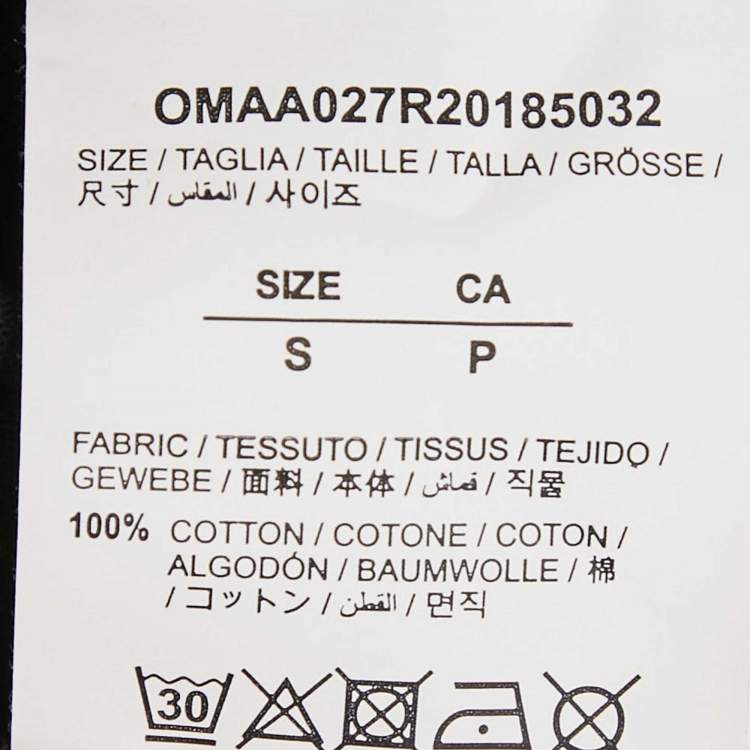 OMAA027R20185032
SIZE / TAGLIA / TAILLE / TALLA / GRÖSSE /
尺寸 / المقاس / 사이즈
SIZE CA
S P
FABRIC / TESSUTO / TISSUS / TEJIDO /
GEWEBE / 面料 / 本体 / قماش / 직물
100% COTTON / COTONE / COTON /
ALGODÓN / BAUMWOLLE / 棉
/ コットン / القطن / 면직
30